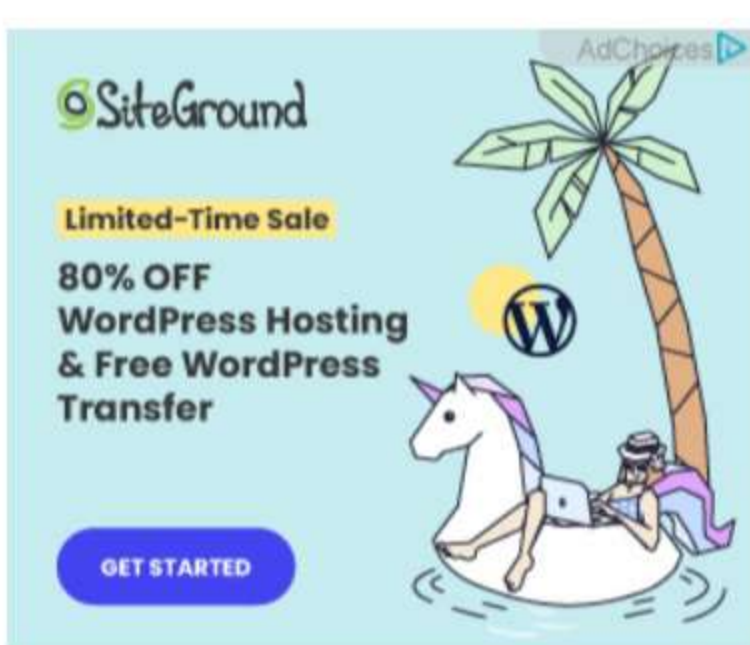 AdChoices
SiteGround
Limited-Time Sale
80% OFF
WordPress Hosting
& Free WordPress
Transfer
W
GET STARTED